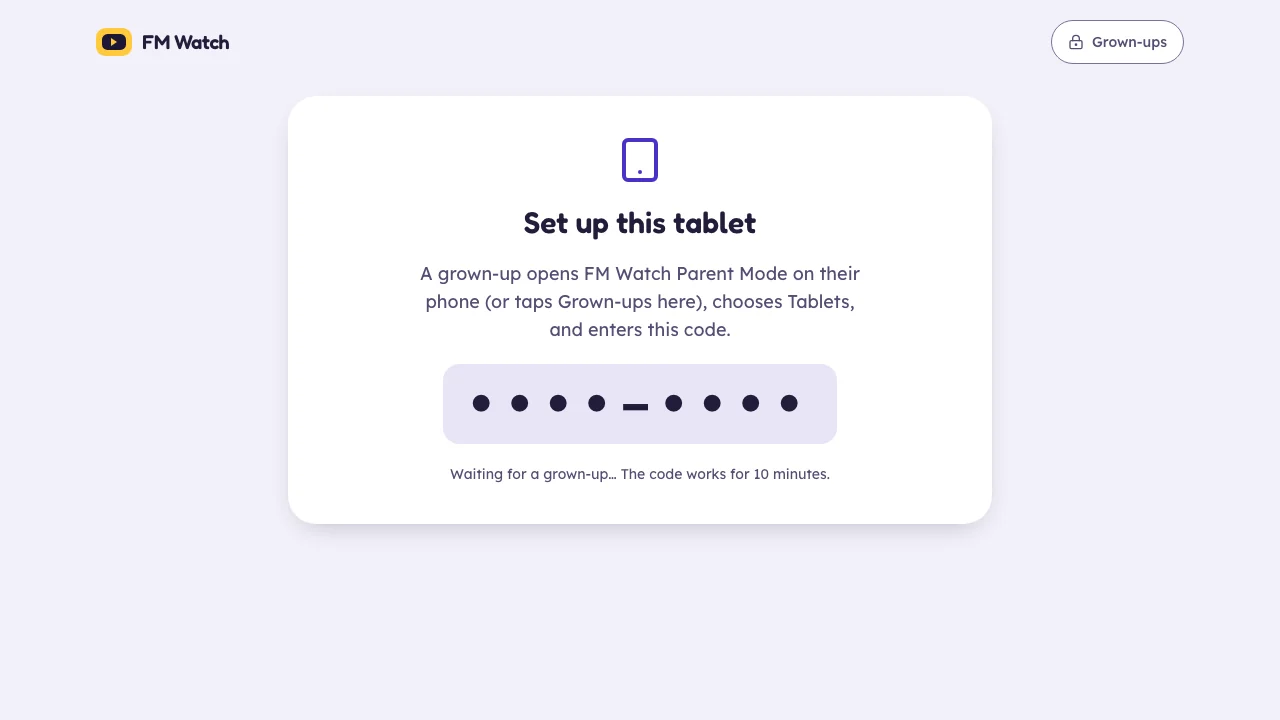 FM Watch
Grown-ups
Set up this tablet
A grown-up opens FM Watch Parent Mode on their
phone (or taps Grown-ups here), chooses Tablets,
and enters this code.
●●●●–●●●●
Waiting for a grown-up… The code works for 10 minutes.